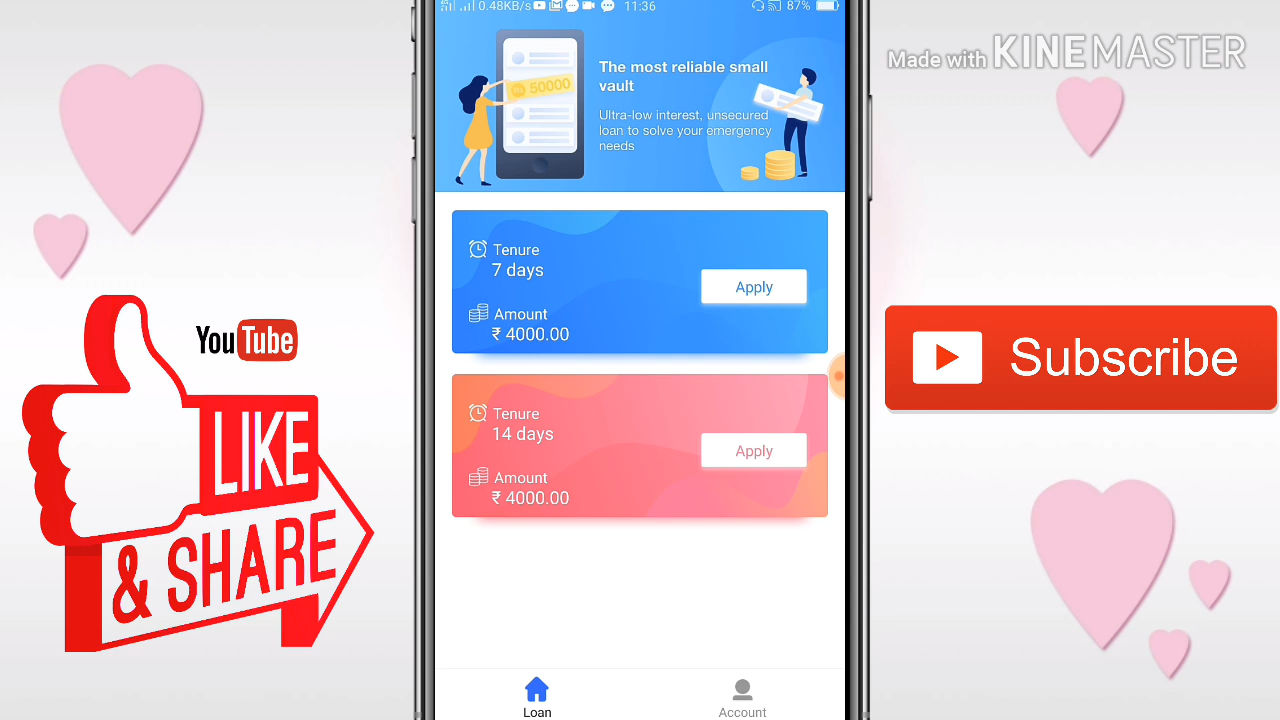 0.48KB/s
11:36
87%
Made with KINEMASTER
50000
The most reliable small
vault
Ultra-low interest, unsecured
loan to solve your emergency
needs
Tenure
7 days
Apply
Amount
₹ 4000.00
Tenure
14 days
Apply
Amount
₹ 4000.00
Loan
Account
YouTube
LIKE
& SHARE
Subscribe